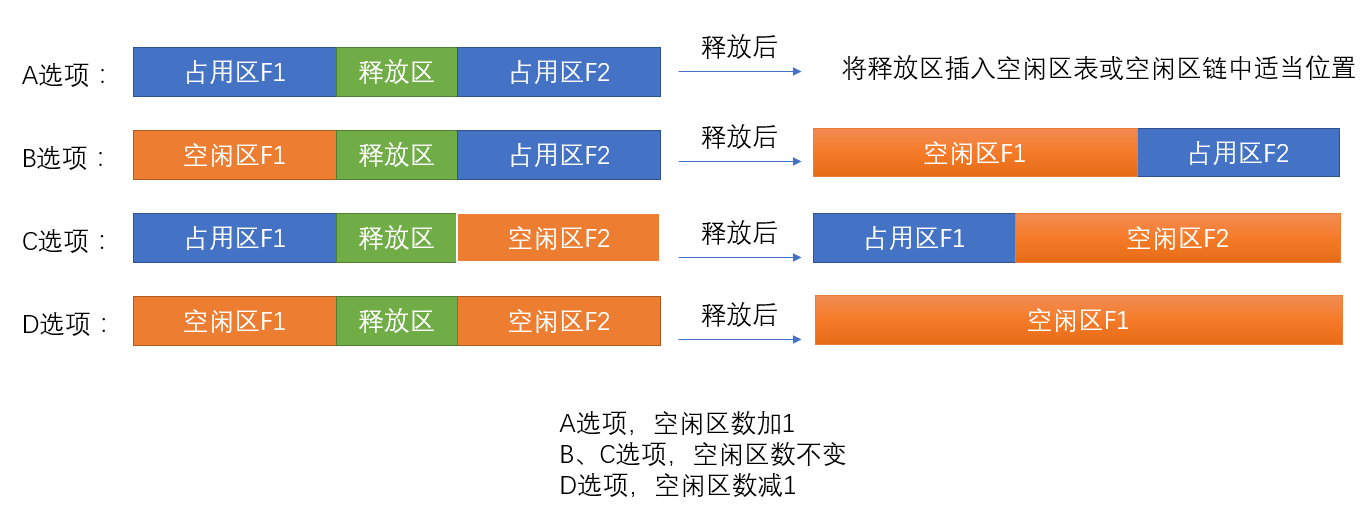 A选项： 占用区F1 释放区 占用区F2 释放后 将释放区插入空闲区表或空闲区链中适当位置
B选项： 空闲区F1 释放区 占用区F2 释放后 空闲区F1 占用区F2
C选项： 占用区F1 释放区 空闲区F2 释放后 占用区F1 空闲区F2
D选项： 空闲区F1 释放区 空闲区F2 释放后 空闲区F1
A选项，空闲区数加1
B、C选项，空闲区数不变
D选项，空闲区数减1